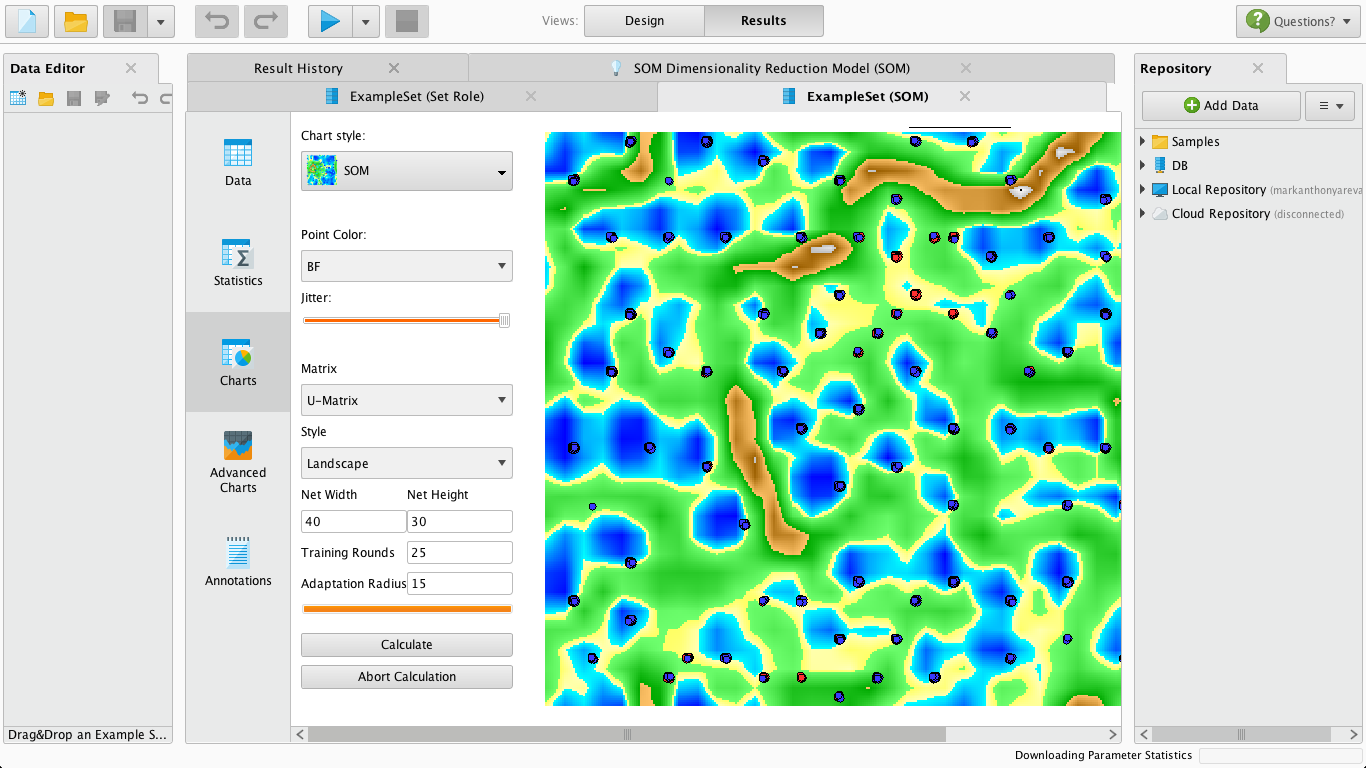 Views:
Design
Results
Questions?
Data Editor
Result History
SOM Dimensionality Reduction Model (SOM)
ExampleSet (Set Role)
ExampleSet (SOM)
Repository
Data
Statistics
Charts
Advanced
Charts
Annotations
Chart style:
SOM
Point Color:
BF
Jitter:
Matrix
U-Matrix
Style
Landscape
Net Width
Net Height
40
30
Training Rounds
25
Adaptation Radius
15
Calculate
Abort Calculation
Add Data
Samples
DB
Local Repository (markanthonyareva
Cloud Repository (disconnected)
Drag&Drop an Example S...
Downloading Parameter Statistics